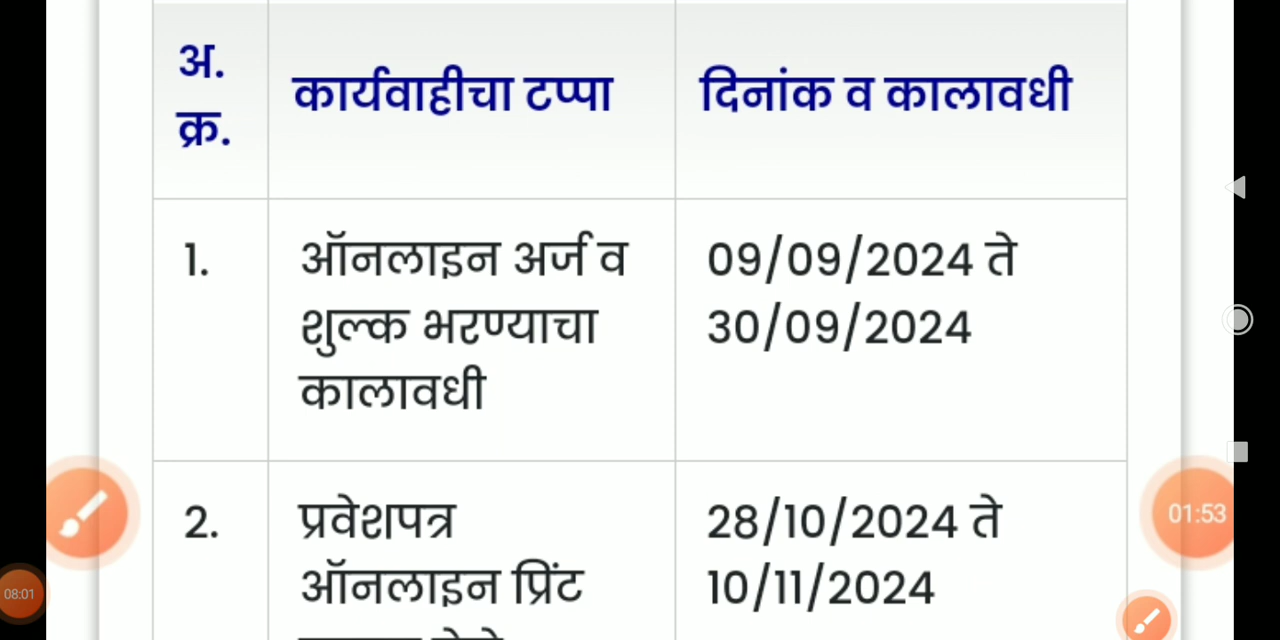 अ.
क्र.
कार्यवाहीचा टप्पा
दिनांक व कालावधी
1.
ऑनलाइन अर्ज व
शुल्क भरण्याचा
कालावधी
09/09/2024 ते
30/09/2024
2.
प्रवेशपत्र
ऑनलाइन प्रिंट
28/10/2024 ते
10/11/2024
01:53
08:01